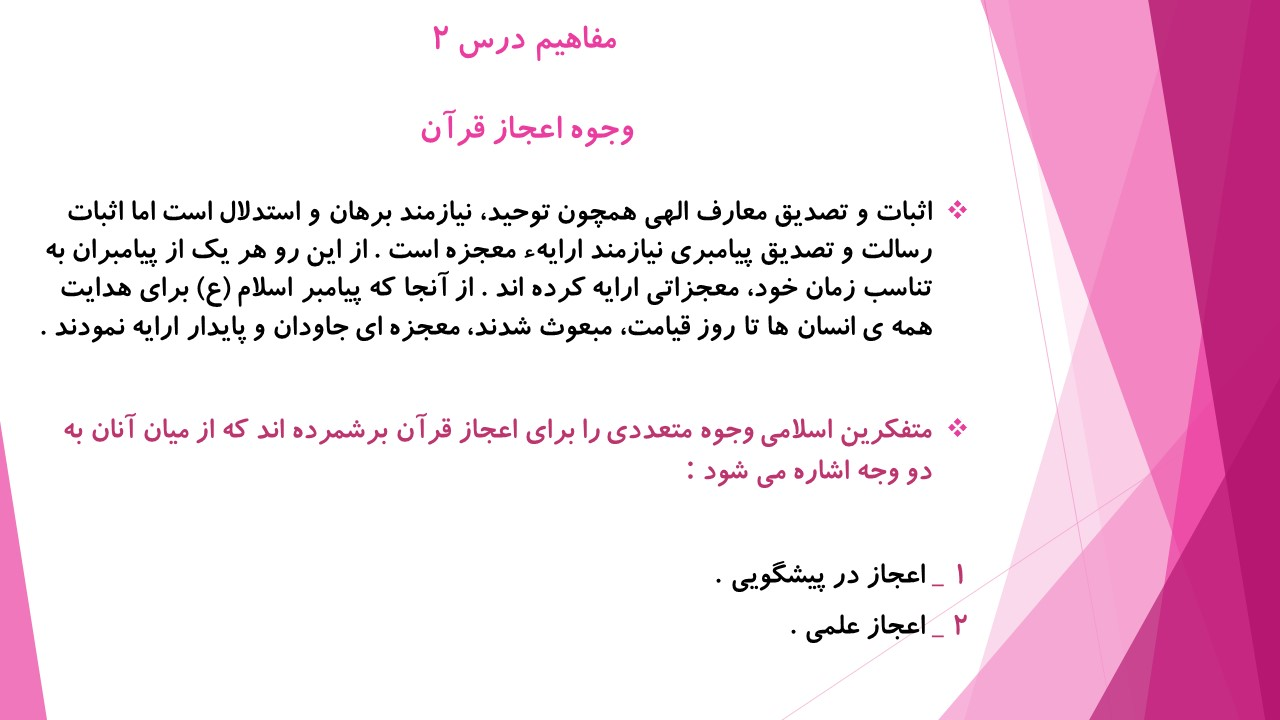 مفاهیم درس ۲
وجوه اعجاز قرآن
❖ اثبات و تصدیق معارف الهی همچون توحید، نیازمند برهان و استدلال است اما اثبات
رسالت و تصدیق پیامبری نیازمند ارایهء معجزه است . از این رو هر یک از پیامبران به
تناسب زمان خود، معجزاتی ارایه کرده اند . از آنجا که پیامبر اسلام (ع) برای هدایت
همه ی انسان ها تا روز قیامت، مبعوث شدند، معجزه ای جاودان و پایدار ارایه نمودند .
❖ متفکرین اسلامی وجوه متعددی را برای اعجاز قرآن برشمرده اند که از میان آنان به
دو وجه اشاره می شود :
۱ _ اعجاز در پیشگویی .
۲ _ اعجاز علمی .